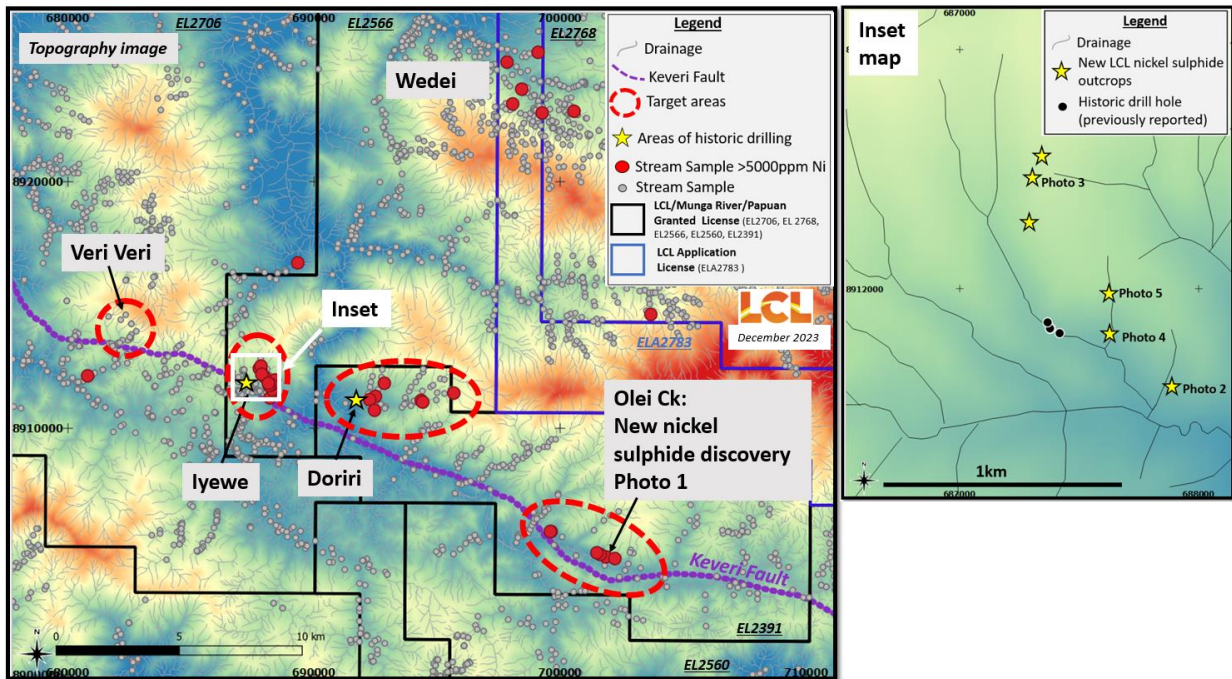 680000
EL2706
690000
EL2566
700000
EL2768
Topography image
Wedei
Legend
Drainage
Keveri Fault
Target areas
Areas of historic drilling
Stream Sample >5000ppm Ni
Stream Sample
LCL/Munga River/Papuan
Granted License (EL2706, EL 2768,
EL2566, EL2560, EL2391)
LCL Application
License (ELA2783 )
8920000
Veri Veri
Inset
LCL
December 2023
ELA2783
8910000
Iyewe
Doriri
Olei Ck:
New nickel
sulphide discovery
Photo 1
Keveri Fault
N
0
5
10 km
EL2391
EL2560
680000
690000
700000
710000
Inset
map
687000
Legend
Drainage
New LCL nickel sulphide
outcrops
Historic drill hole
(previously reported)
Photo 3
8912000
Photo 5
Photo 4
Photo 2
N
1km
687000
688000